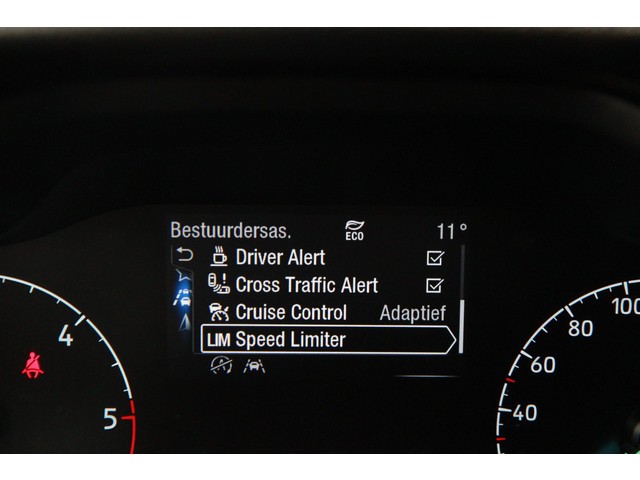 Bestuurdersas. ECO 11°
Driver Alert
Cross Traffic Alert
Cruise Control Adaptief
LIM Speed Limiter
4
5
100
80
60
40